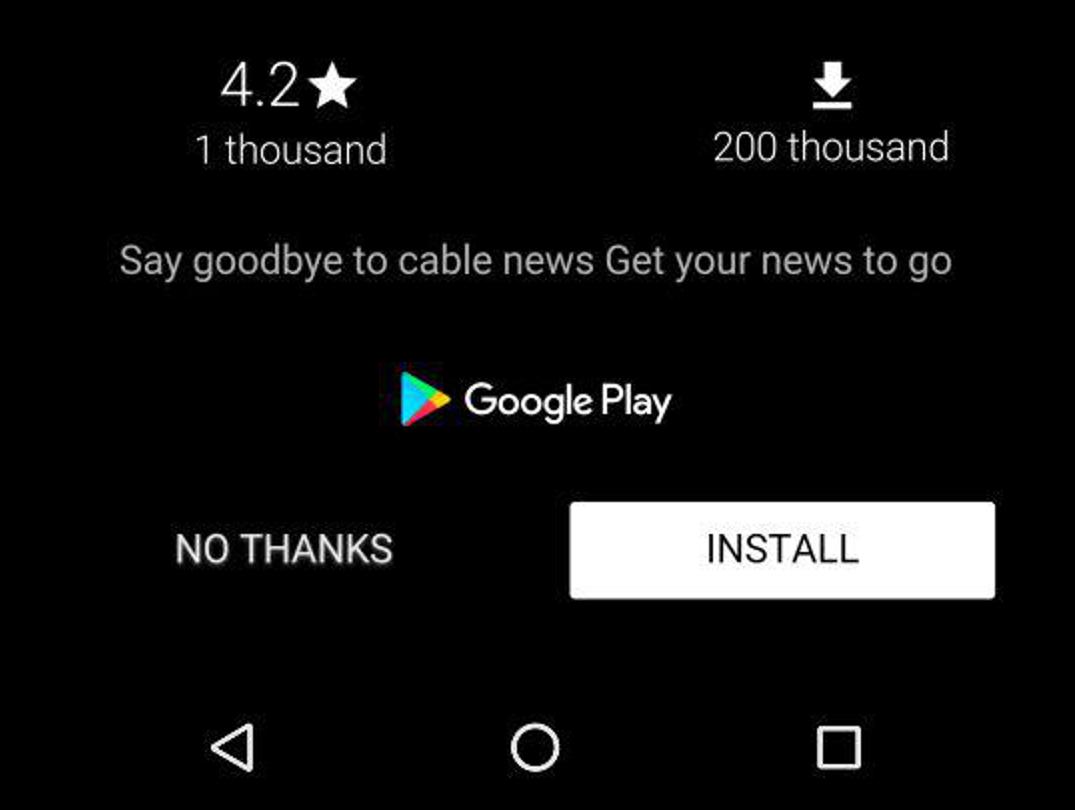 4.2★
1 thousand
200 thousand
Say goodbye to cable news Get your news to go
Google Play
NO THANKS
INSTALL